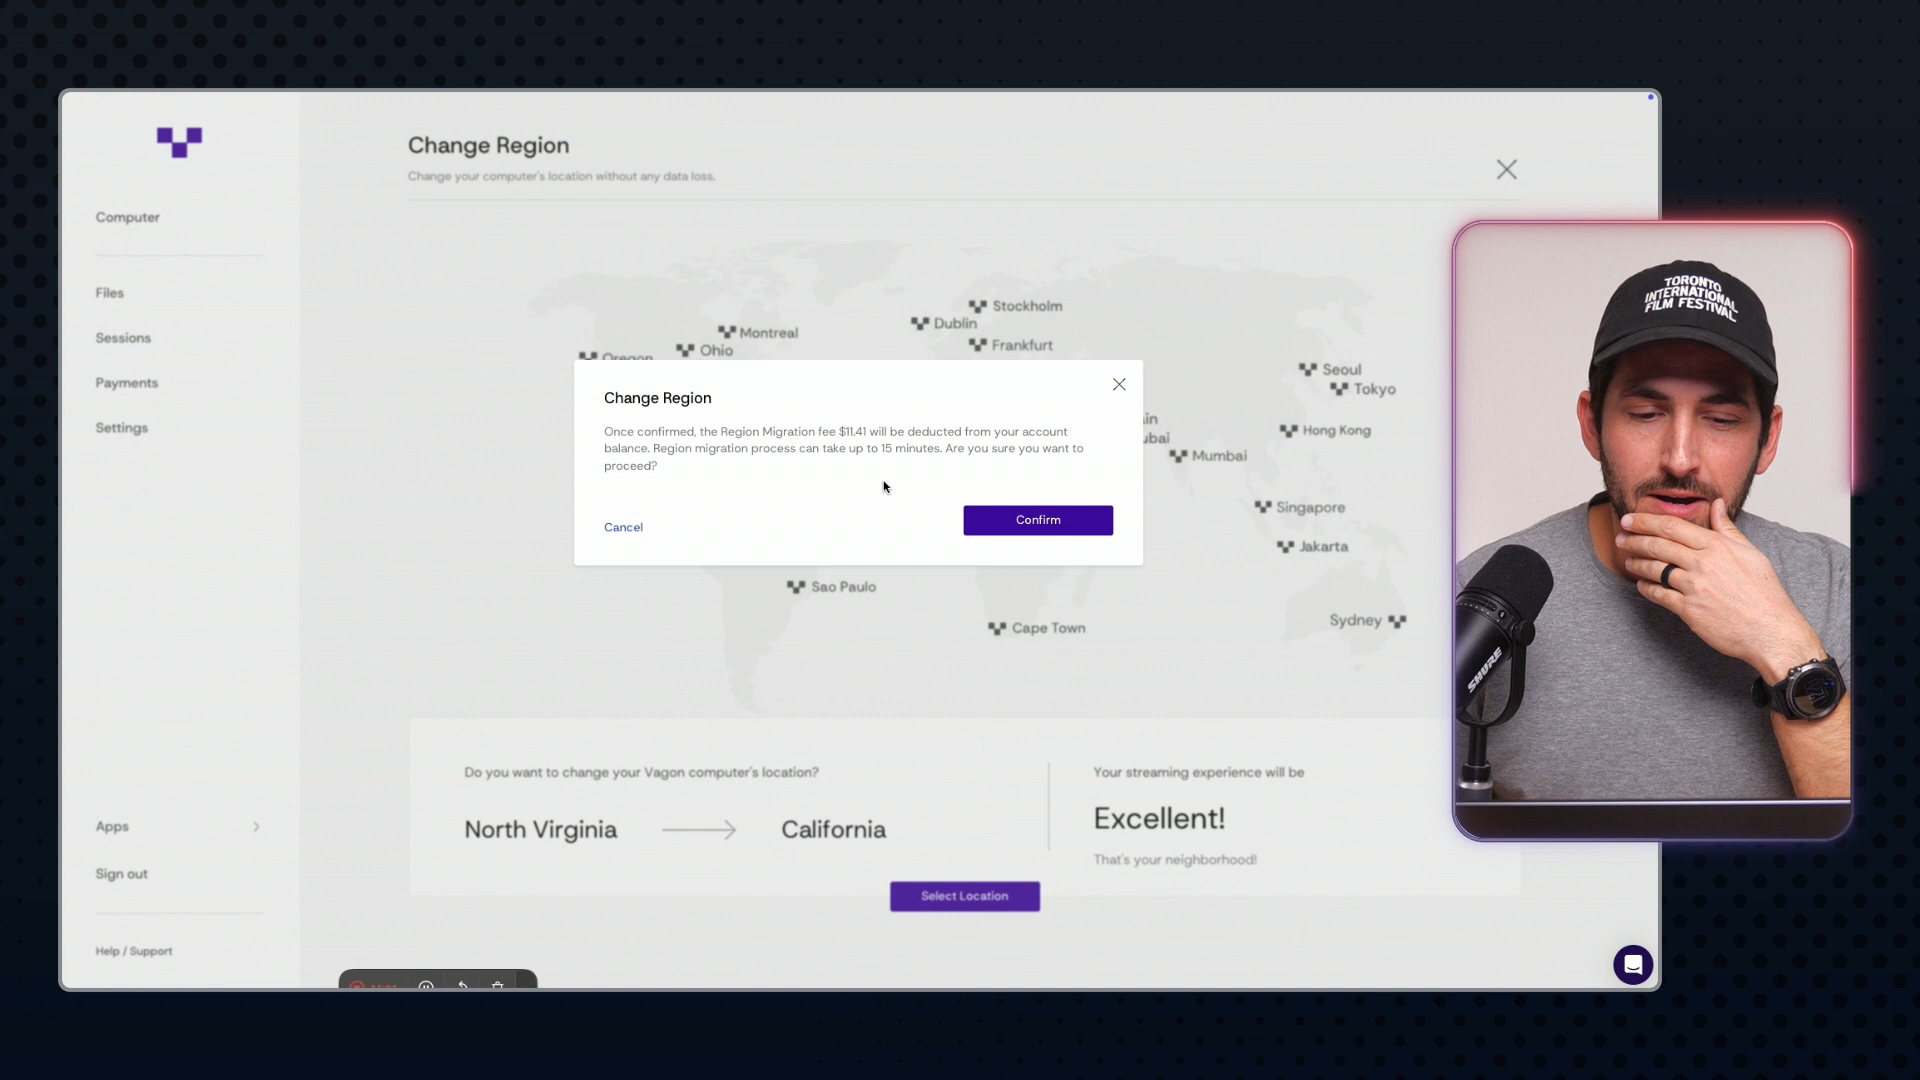 Change Region
Change your computer's location without any data loss.
Computer
Files
Sessions
Payments
Settings
Apps
Sign out
Help / Support
Stockholm
Dublin
Montreal
Frankfurt
Ohio
Oregon
Seoul
Tokyo
Hong Kong
Mumbai
Singapore
Jakarta
Sao Paulo
Cape Town
Sydney
Change Region
Once confirmed, the Region Migration fee $11.41 will be deducted from your account
balance. Region migration process can take up to 15 minutes. Are you sure you want to
proceed?
Cancel
Confirm
Do you want to change your Vagon computer's location?
North Virginia
California
Your streaming experience will be
Excellent!
That's your neighborhood!
Select Location
TORONTO
INTERNATIONAL
FILM FESTIVAL
SHURE